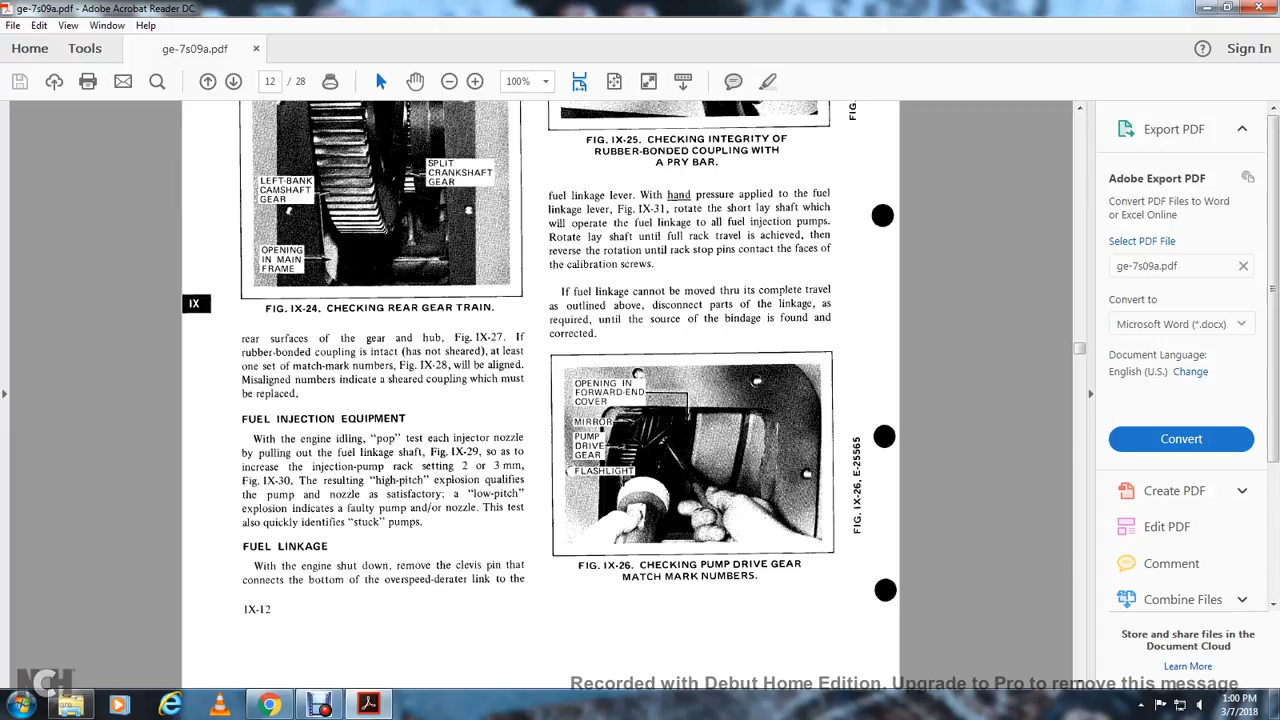 ge-7s09a.pdf - Adobe Acrobat Reader DC
File Edit View Window Help
Home Tools ge-7s09a.pdf × ? Sign In
12 / 28 100%
LEFT-BANK
CAMSHAFT
GEAR
SPLIT
CRANKSHAFT
GEAR
OPENING
IN MAIN
FRAME
IX
FIG. IX-24. CHECKING REAR GEAR TRAIN.
rear surfaces of the gear and hub, Fig. IX-27. If
rubber-bonded coupling is intact (has not sheared), at least
one set of match-mark numbers, Fig. IX-28, will be aligned.
Misaligned numbers indicate a sheared coupling which must
be replaced.
FUEL INJECTION EQUIPMENT
With the engine idling, “pop” test each injector nozzle
by pulling out the fuel linkage shaft, Fig. IX-29, so as to
increase the injection-pump rack setting 2 or 3 mm,
Fig. IX-30. The resulting “high-pitch” explosion qualifies
the pump and nozzle as satisfactory; a “low-pitch”
explosion indicates a faulty pump and/or nozzle. This test
also quickly identifies “stuck” pumps.
FUEL LINKAGE
With the engine shut down, remove the clevis pin that
connects the bottom of the overspeed-derater link to the
IX-12
FIG. IX-25. CHECKING INTEGRITY OF
RUBBER-BONDED COUPLING WITH
A PRY BAR.
FIG
fuel linkage lever. With hand pressure applied to the fuel
linkage lever, Fig. IX-31, rotate the short lay shaft which
will operate the fuel linkage to all fuel injection pumps.
Rotate lay shaft until full rack travel is achieved, then
reverse the rotation until rack stop pins contact the faces of
the calibration screws.
If fuel linkage cannot be moved thru its complete travel
as outlined above, disconnect parts of the linkage, as
required, until the source of the bindage is found and
corrected.
OPENING IN
FORWARD-END
COVER
MIRROR
PUMP
DRIVE
GEAR
FLASHLIGHT
FIG. IX-26, E-25565
FIG. IX-26. CHECKING PUMP DRIVE GEAR
MATCH MARK NUMBERS.
Export PDF
Adobe Export PDF
Convert PDF Files to Word
or Excel Online
Select PDF File
ge-7s09a.pdf ×
Convert to
Microsoft Word (*.docx)
Document Language:
English (U.S.) Change
Convert
Create PDF
Edit PDF
Comment
Combine Files
Store and share files in the
Document Cloud
Learn More
NCH
Recorded with Debut Home Edition. Upgrade to Pro to remove this message
1:00 PM
3/7/2018